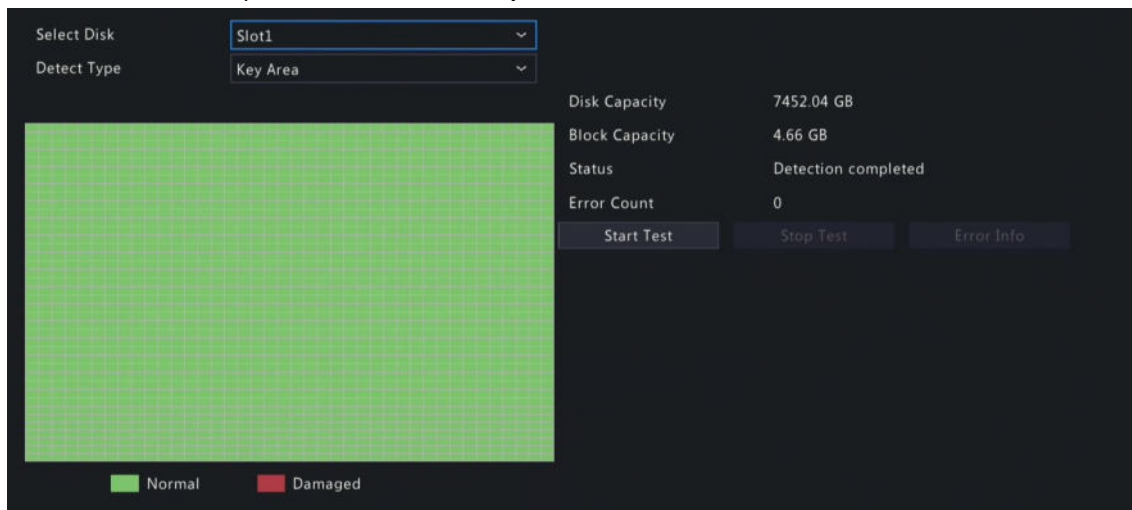 Select Disk Slot1
Detect Type Key Area
Disk Capacity 7452.04 GB
Block Capacity 4.66 GB
Status Detection completed
Error Count 0
Start Test Stop Test Error Info
Normal Damaged